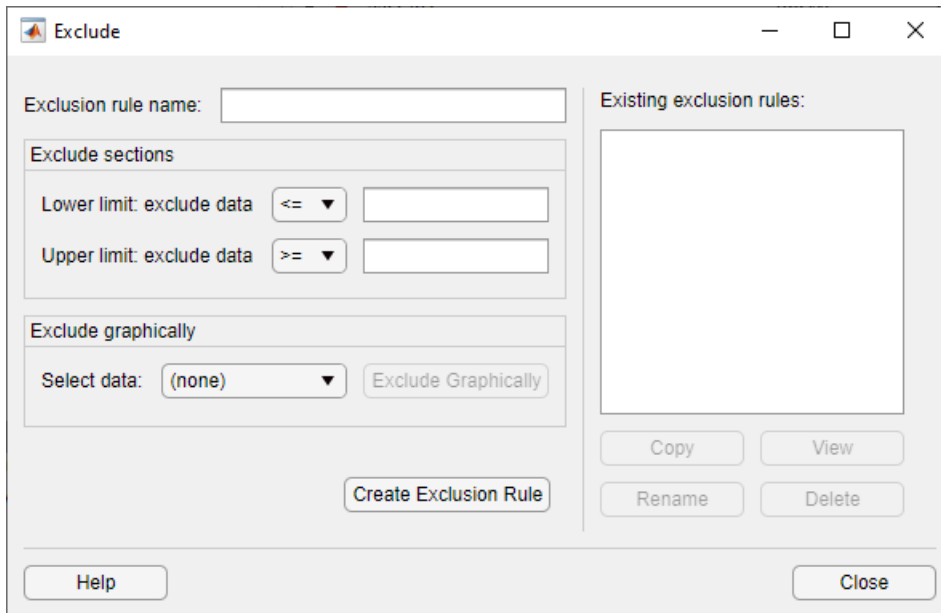 Exclude
Exclusion rule name:
Exclude sections
Lower limit: exclude data <=
Upper limit: exclude data >=
Exclude graphically
Select data: (none) Exclude Graphically
Create Exclusion Rule
Existing exclusion rules:
Copy View
Rename Delete
Help Close